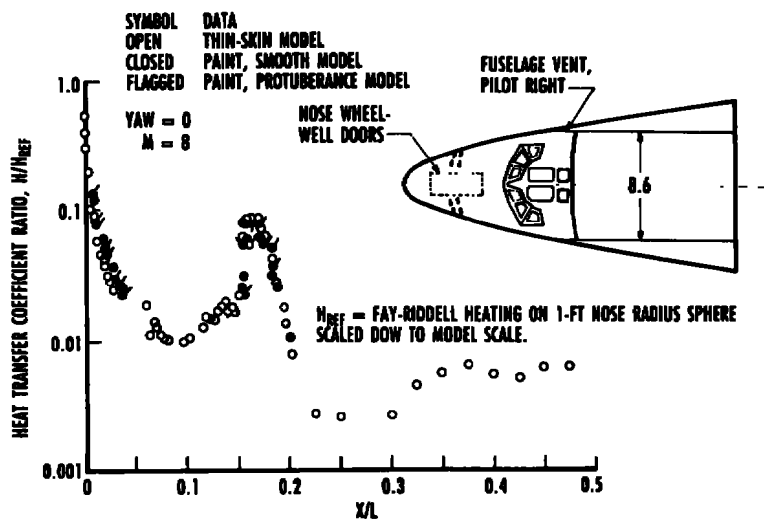 SYMBOL DATA
OPEN THIN-SKIN MODEL
CLOSED PAINT, SMOOTH MODEL
FLAGGED PAINT, PROTUBERANCE MODEL
YAW = 0
M = 8
FUSELAGE VENT,
PILOT RIGHT
NOSE WHEEL-
WELL DOORS
8.6
HREF = FAY-RIDDELL HEATING ON 1-FT NOSE RADIUS SPHERE
SCALED DOW TO MODEL SCALE.
HEAT TRANSFER COEFFICIENT RATIO, H/HREF
1.0
0.1
0.01
0.001
0 0.1 0.2 0.3 0.4 0.5
X/L